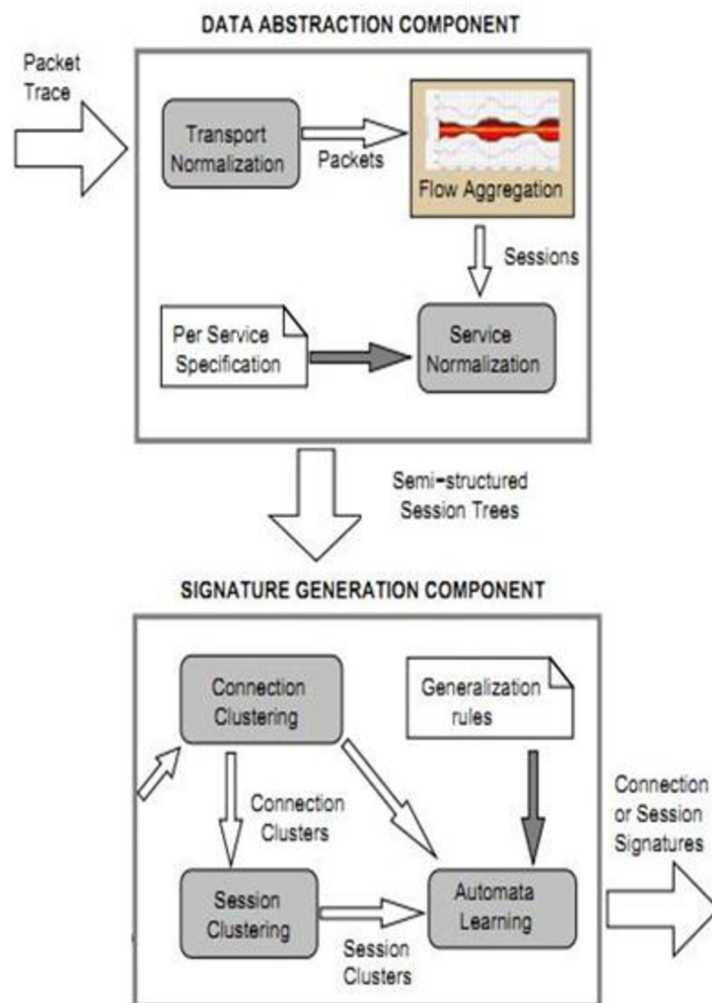 DATA ABSTRACTION COMPONENT
Packet
Trace
Transport
Normalization
Packets
Flow Aggregation
Sessions
Per Service
Specification
Service
Normalization
Semi-structured
Session Trees
SIGNATURE GENERATION COMPONENT
Connection
Clustering
Generalization
rules
Connection
Clusters
Connection
or Session
Signatures
Session
Clustering
Automata
Learning
Session
Clusters